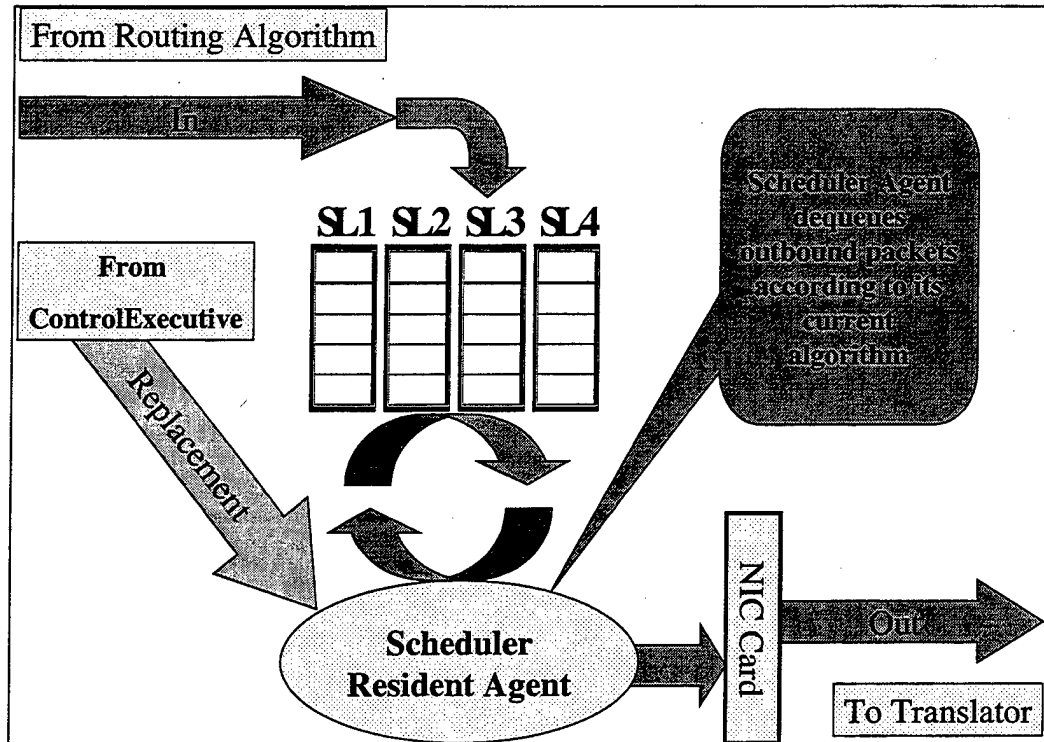 From Routing Algorithm
In
SL1 SL2 SL3 SL4
From
ControlExecutive
Replacement
Scheduler Agent
dequeues
outbound packets
according to its
current
algorithm
Scheduler
Resident Agent
NIC Card
Out
To Translator